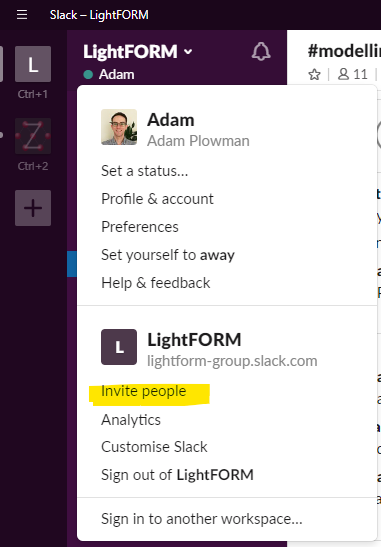 Slack – LightFORM
LightFORM
Adam
#modellin
11
L
Ctrl+1
Z
Ctrl+2
Adam
Adam Plowman
Set a status...
Profile & account
Preferences
Set yourself to away
Help & feedback
L
LightFORM
lightform-group.slack.com
Invite people
Analytics
Customise Slack
Sign out of LightFORM
Sign in to another workspace...